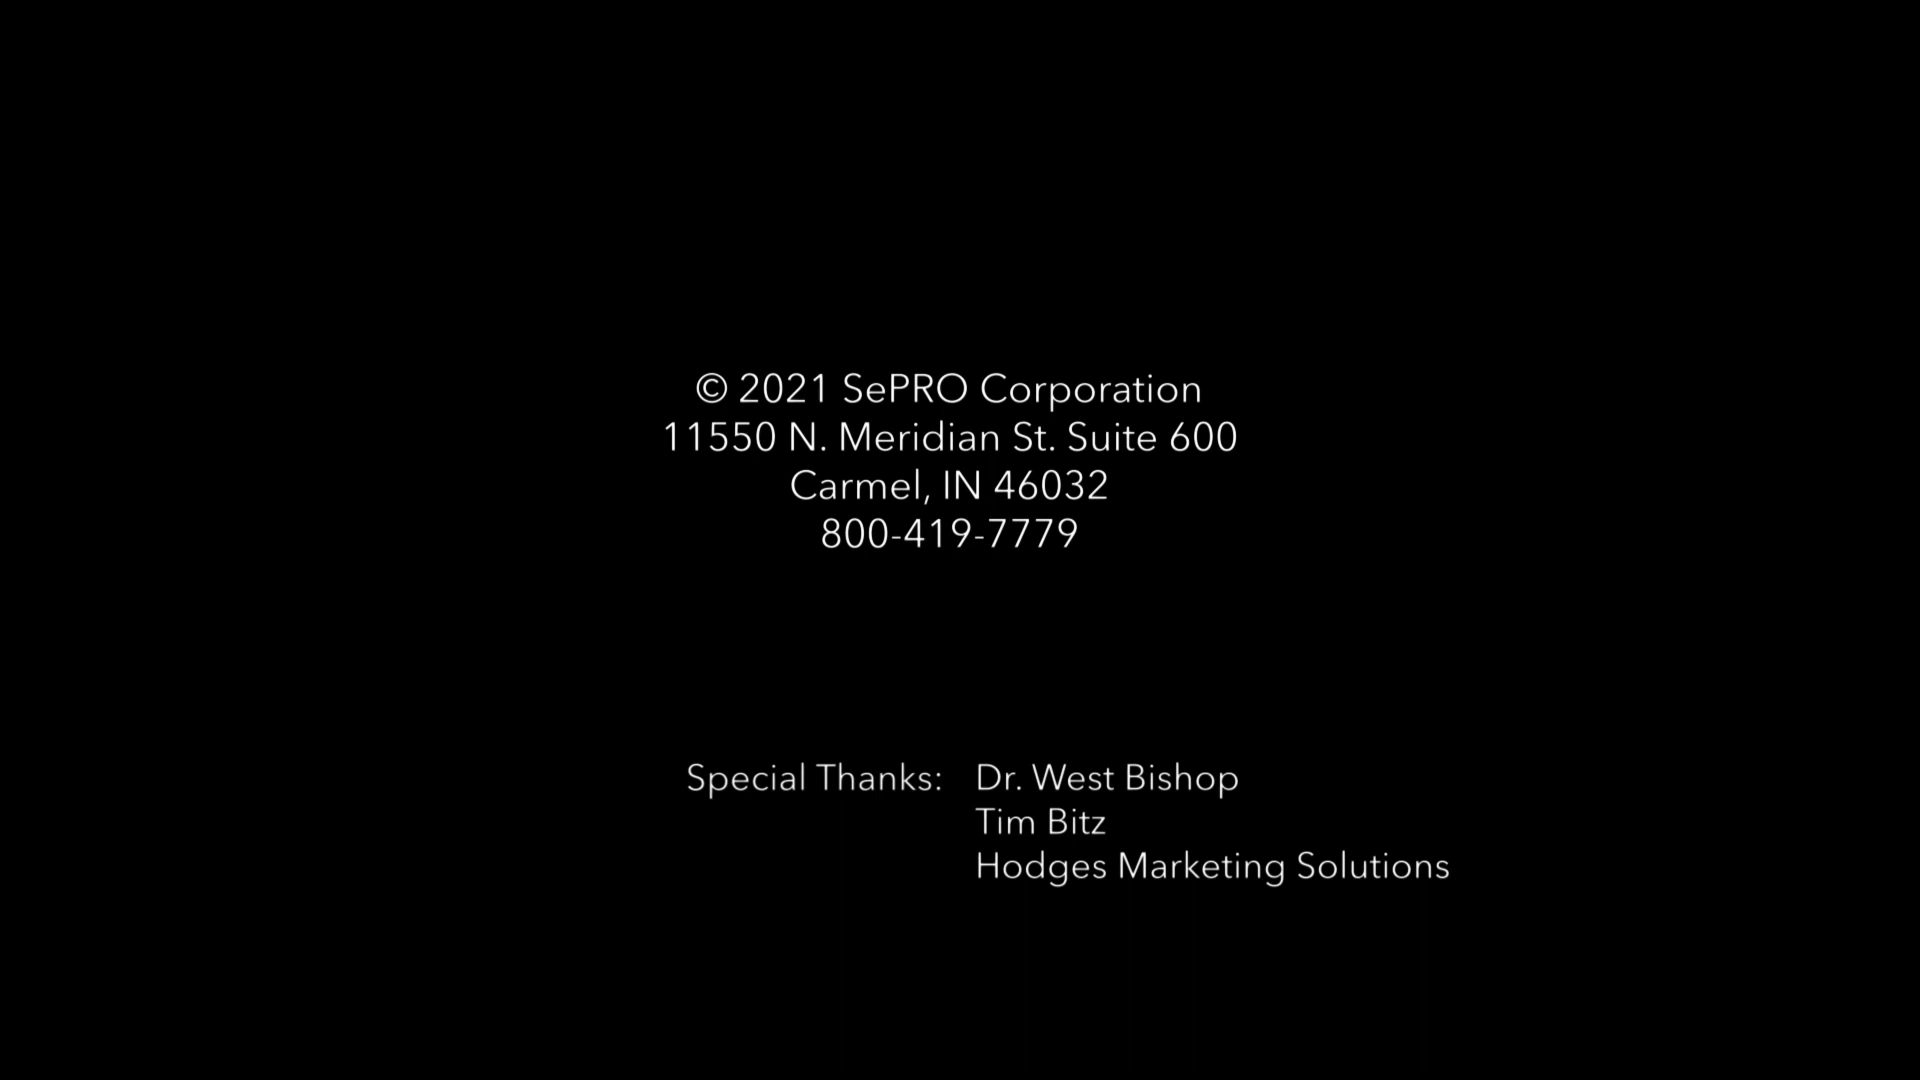 © 2021 SePRO Corporation
11550 N. Meridian St. Suite 600
Carmel, IN 46032
800-419-7779
Special Thanks: Dr. West Bishop
Tim Bitz
Hodges Marketing Solutions